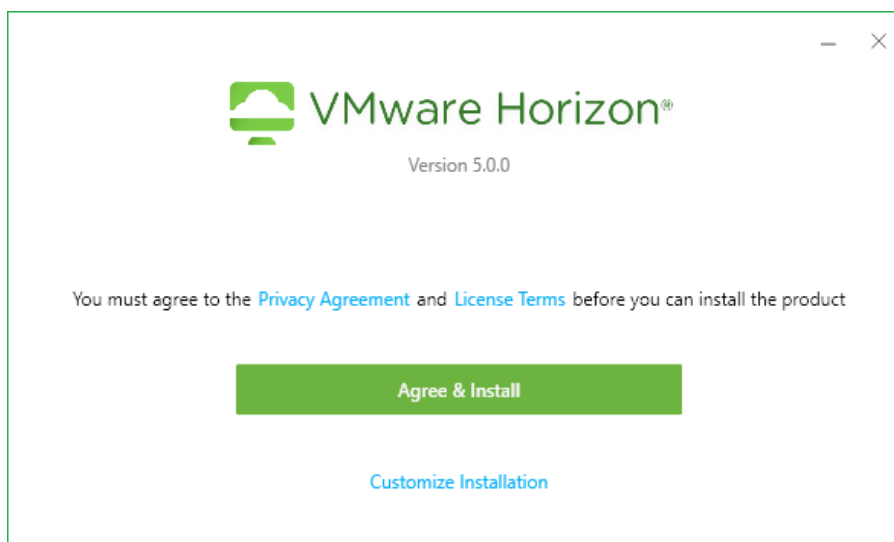 VMware Horizon®
Version 5.0.0
You must agree to the Privacy Agreement and License Terms before you can install the product
Agree & Install
Customize Installation